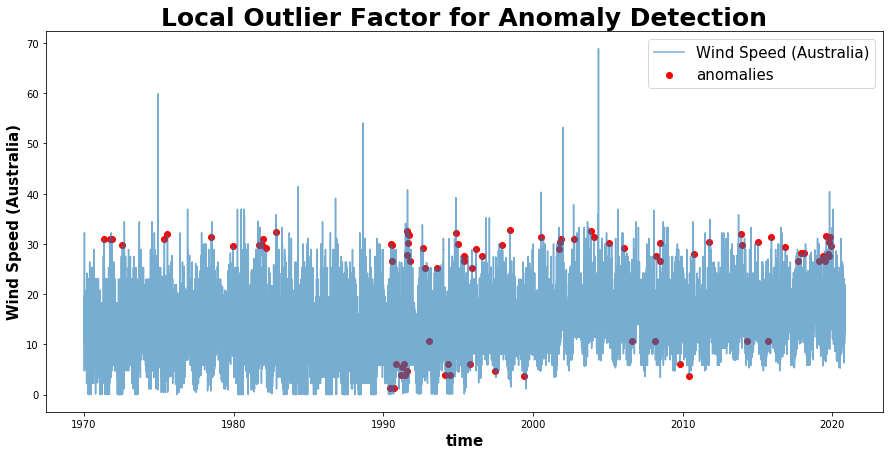 Local Outlier Factor for Anomaly Detection
Wind Speed (Australia)
anomalies
Wind Speed (Australia)
70
60
50
40
30
20
10
0
1970
1980
1990
2000
2010
2020
time